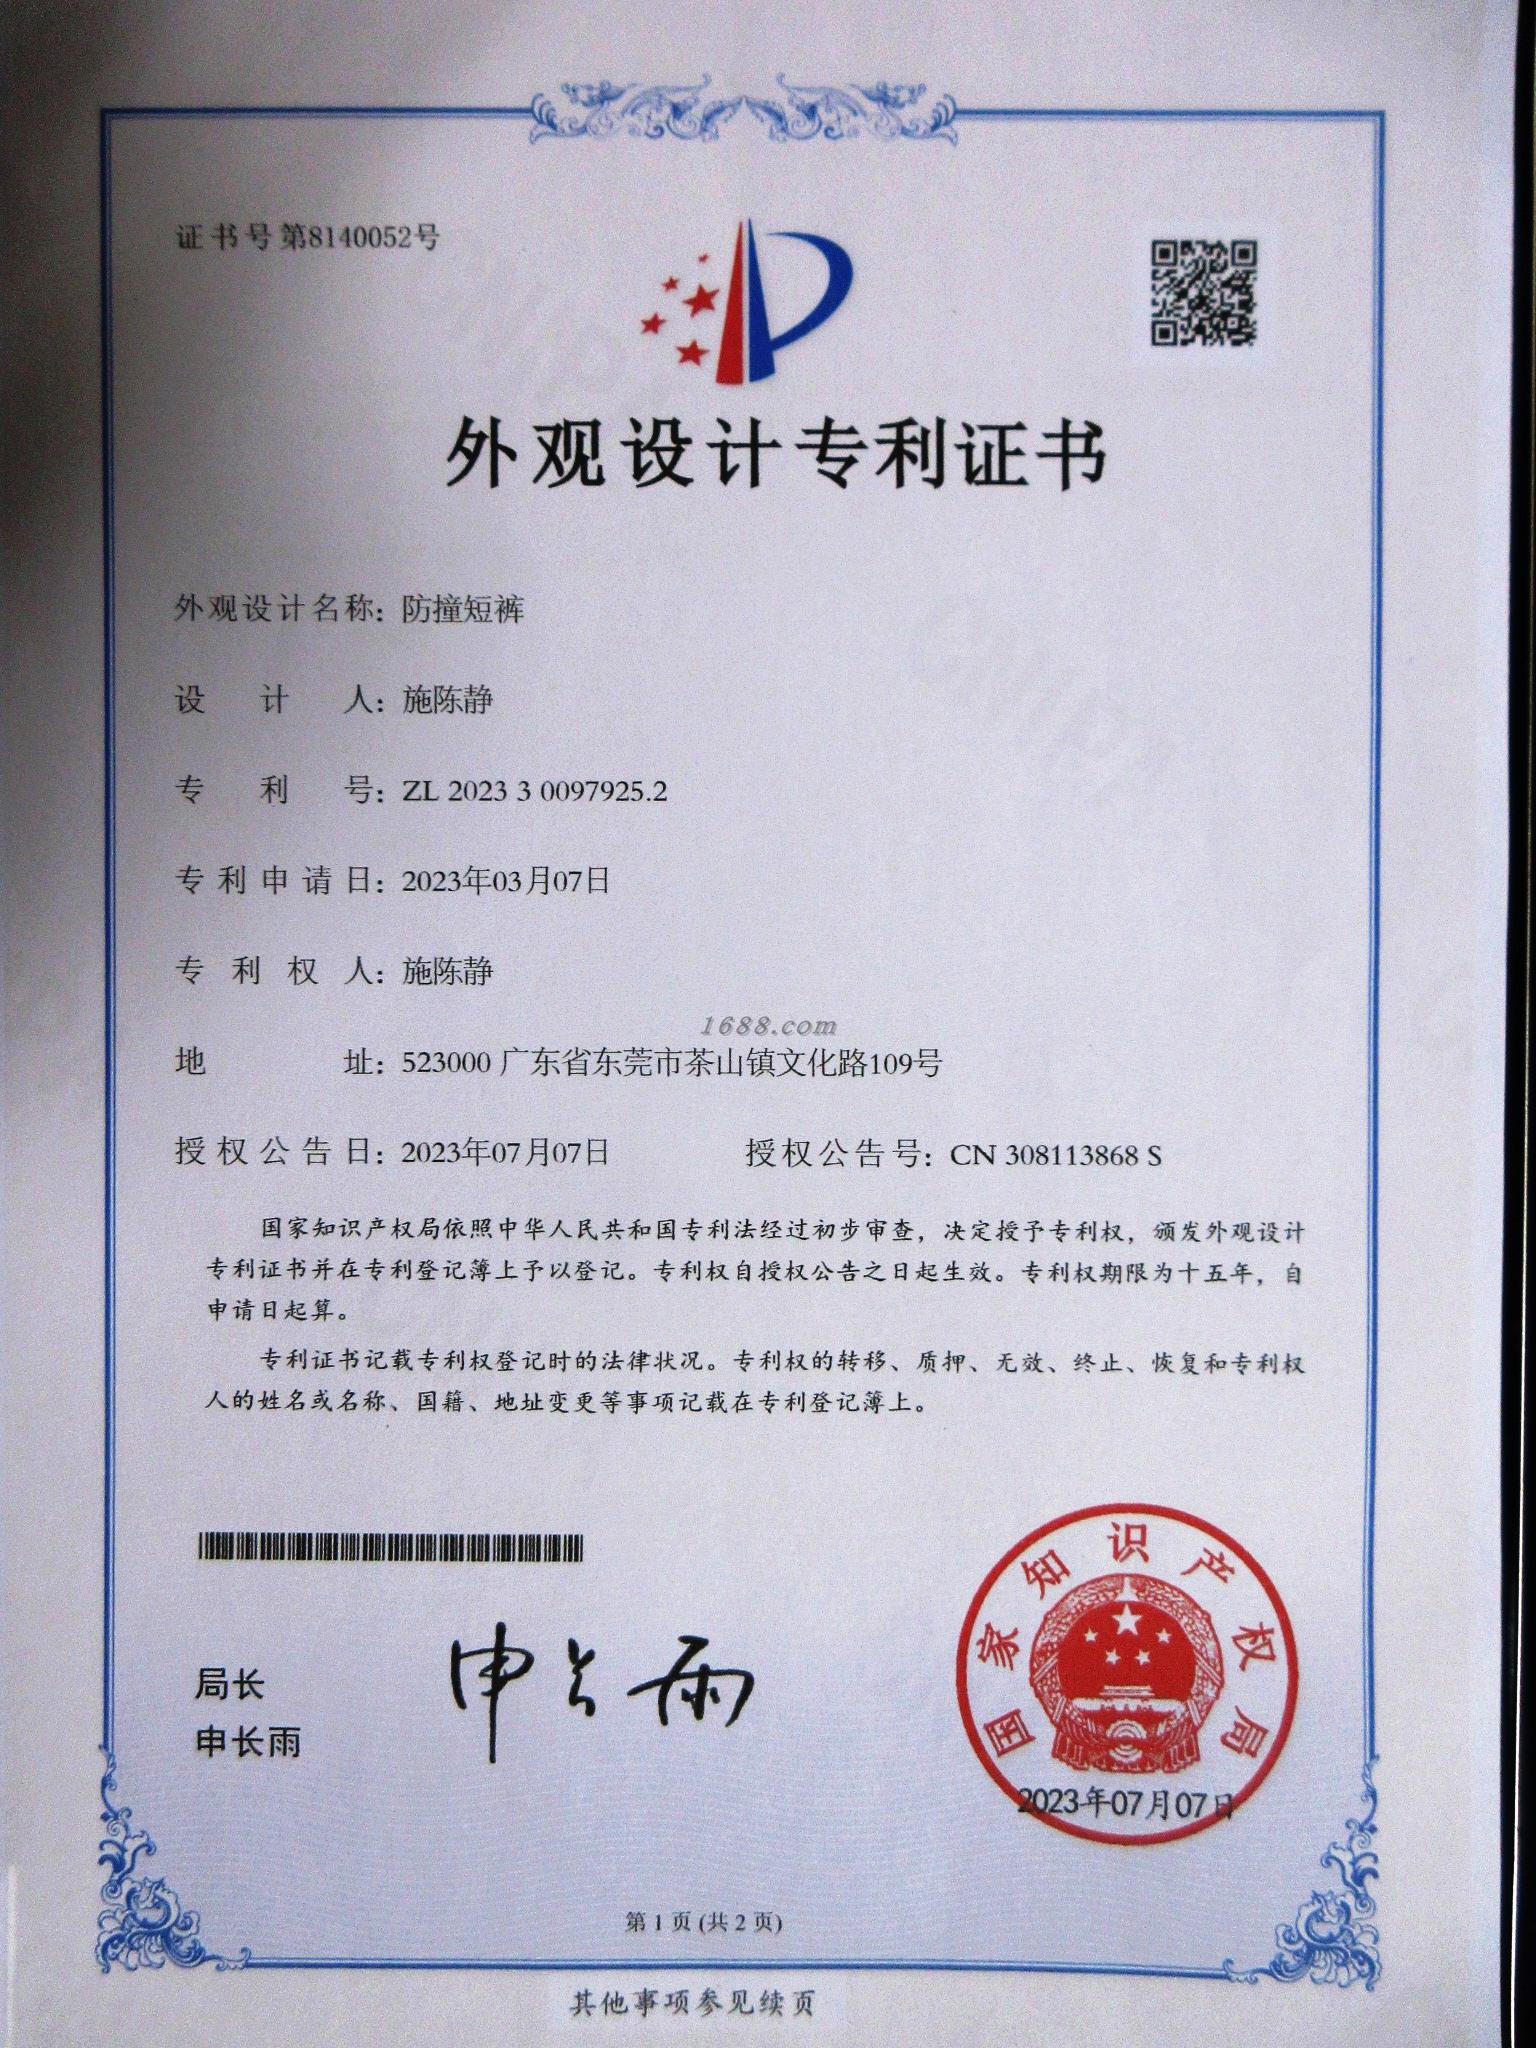 证书号第8140052号
外观设计专利证书
外观设计名称：防撞短裤
设计人：施陈静
专利号：ZL 2023 3 0097925.2
专利申请日：2023年03月07日
专利权人：施陈静
1688.com
地址：523000 广东省东莞市茶山镇文化路109号
授权公告日：2023年07月07日 授权公告号：CN 308113868 S
国家知识产权局依照中华人民共和国专利法经过初步审查，决定授予专利权，颁发外观设计
专利证书并在专利登记簿上予以登记。专利权自授权公告之日起生效。专利权期限为十五年，自
申请日起算。
专利证书记载专利权登记时的法律状况。专利权的转移、质押、无效、终止、恢复和专利权
人的姓名或名称、国籍、地址变更等事项记载在专利登记簿上。
局长
申长雨
申长雨
国家知识产权局
2023年07月07日
第 1 页 (共 2 页)
其他事项参见续页